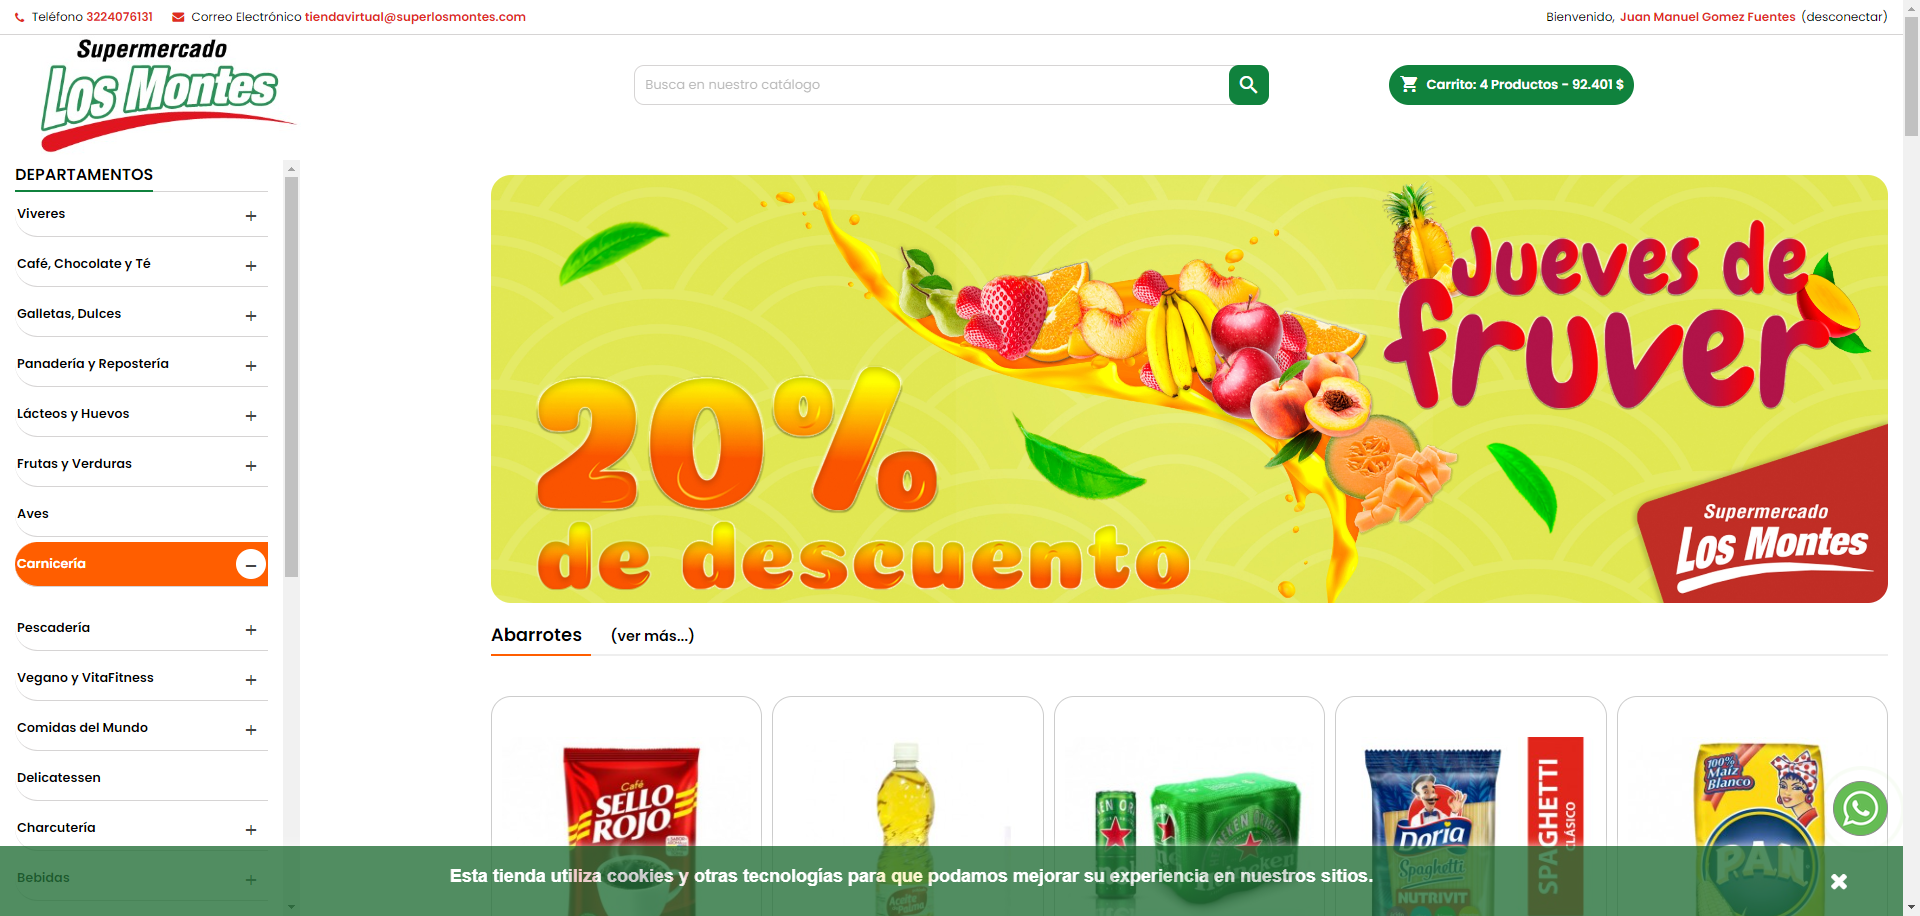 Teléfono 3224076131
Correo Electrónico tiendavirtual@superlosmontes.com
Bienvenido, Juan Manuel Gomez Fuentes (desconectar)
Supermercado
Los Montes
Busca en nuestro catálogo
Carrito: 4 Productos - 92.401 $
DEPARTAMENTOS
Viveres
Café, Chocolate y Té
Galletas, Dulces
Panadería y Repostería
Lácteos y Huevos
Frutas y Verduras
Aves
Carnicería
Pescadería
Vegano y VitaFitness
Comidas del Mundo
Delicatessen
Charcutería
Bebidas
Jueves de
fruver
20%
de descuento
Supermercado
Los Montes
Abarrotes (ver más...)
Café
SELLO
ROJO
Aceite
de Palma
Heineken
Doria
Spaghetti
NUTRIVIT
SPAGHETTI
CLÁSICO
100%
Maíz
Blanco
PAN
Esta tienda utiliza cookies y otras tecnologías para que podamos mejorar su experiencia en nuestros sitios.